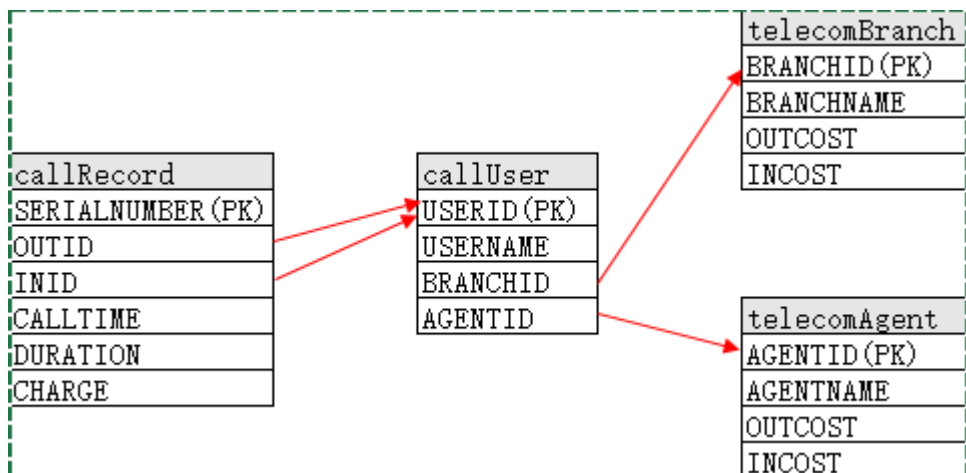 callRecord
SERIALNUMBER(PK)
OUTID
INID
CALLTIME
DURATION
CHARGE
callUser
USERID(PK)
USERNAME
BRANCHID
AGENTID
telecomBranch
BRANCHID(PK)
BRANCHNAME
OUTCOST
INCOST
telecomAgent
AGENTID(PK)
AGENTNAME
OUTCOST
INCOST